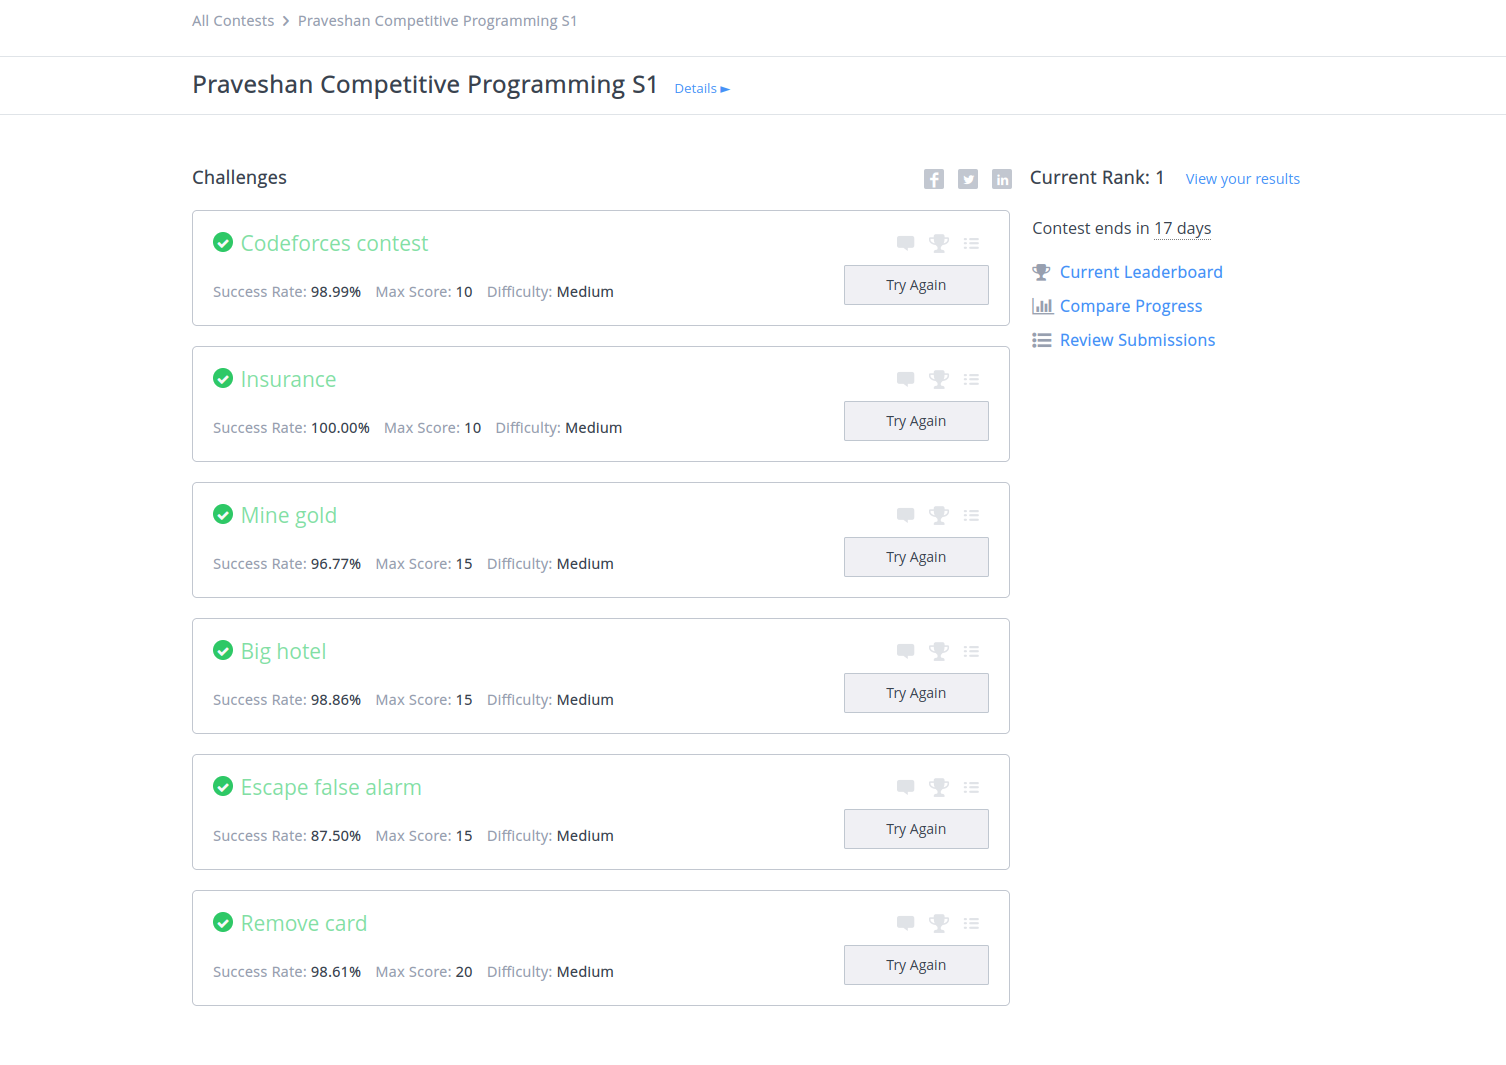 All Contests > Praveshan Competitive Programming S1
Praveshan Competitive Programming S1 Details ►
Challenges
Current Rank: 1 View your results
Contest ends in 17 days
Current Leaderboard
Compare Progress
Review Submissions
Codeforces contest
Success Rate: 98.99% Max Score: 10 Difficulty: Medium
Try Again
Insurance
Success Rate: 100.00% Max Score: 10 Difficulty: Medium
Try Again
Mine gold
Success Rate: 96.77% Max Score: 15 Difficulty: Medium
Try Again
Big hotel
Success Rate: 98.86% Max Score: 15 Difficulty: Medium
Try Again
Escape false alarm
Success Rate: 87.50% Max Score: 15 Difficulty: Medium
Try Again
Remove card
Success Rate: 98.61% Max Score: 20 Difficulty: Medium
Try Again